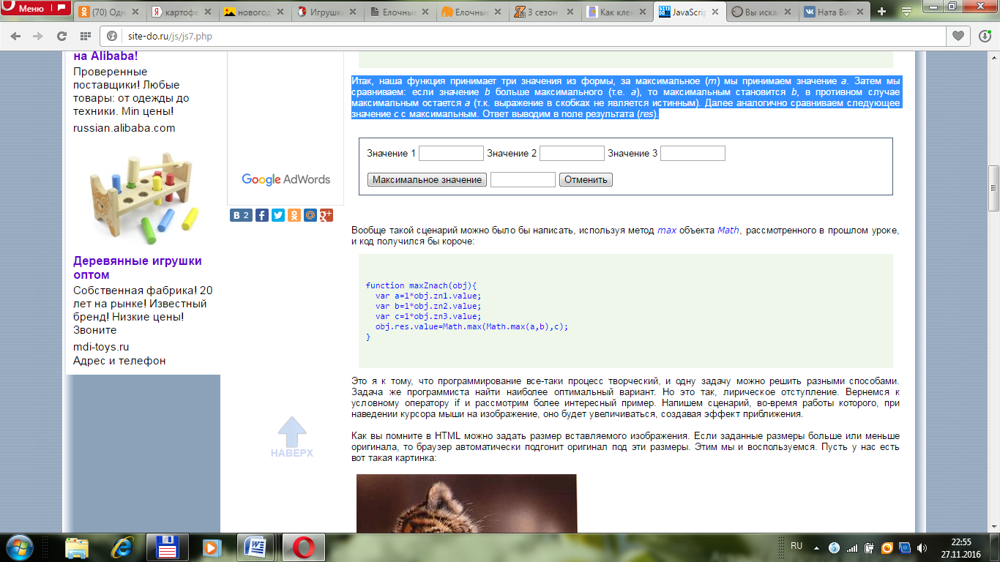 Меню
(70) Одн
картофе
новогод
Игрушки
Елочные
Елочные
3 сезон
Как клеи
JavaScrip
Вы иска
Ната Вит
site-do.ru/js/js7.php
на Alibaba!
Проверенные
поставщики! Любые
товары: от одежды до
техники. Min цены!
russian.alibaba.com
Деревянные игрушки
оптом
Собственная фабрика! 20
лет на рынке! Известный
бренд! Низкие цены!
Звоните
mdi-toys.ru
Адрес и телефон
Google AdWords
B 2
g+
НАВЕРХ
Итак, наша функция принимает три значения из формы, за максимальное (m) мы принимаем значение a. Затем мы
сравниваем: если значение b больше максимального (т.е. a), то максимальным становится b, в противном случае
максимальным остается a (т.к. выражение в скобках не является истинным). Далее аналогично сравниваем следующее
значение c с максимальным. Ответ выводим в поле результата (res).
Значение 1 Значение 2 Значение 3
Максимальное значение Отменить
Вообще такой сценарий можно было бы написать, используя метод max объекта Math, рассмотренного в прошлом уроке,
и код получился бы короче:
function maxZnach(obj){
var a=1*obj.zn1.value;
var b=1*obj.zn2.value;
var c=1*obj.zn3.value;
obj.res.value=Math.max(Math.max(a,b),c);
}
Это я к тому, что программирование все-таки процесс творческий, и одну задачу можно решить разными способами.
Задача же программиста найти наиболее оптимальный вариант. Но это так, лирическое отступление. Вернемся к
условному оператору if и рассмотрим более интересный пример. Напишем сценарий, во-время работы которого, при
наведении курсора мыши на изображение, оно будет увеличиваться, создавая эффект приближения.
Как вы помните в HTML можно задать размер вставляемого изображения. Если заданные размеры больше или меньше
оригинала, то браузер автоматически подгонит оригинал под эти размеры. Этим мы и воспользуемся. Пусть у нас есть
вот такая картинка:
RU
22:55
27.11.2016